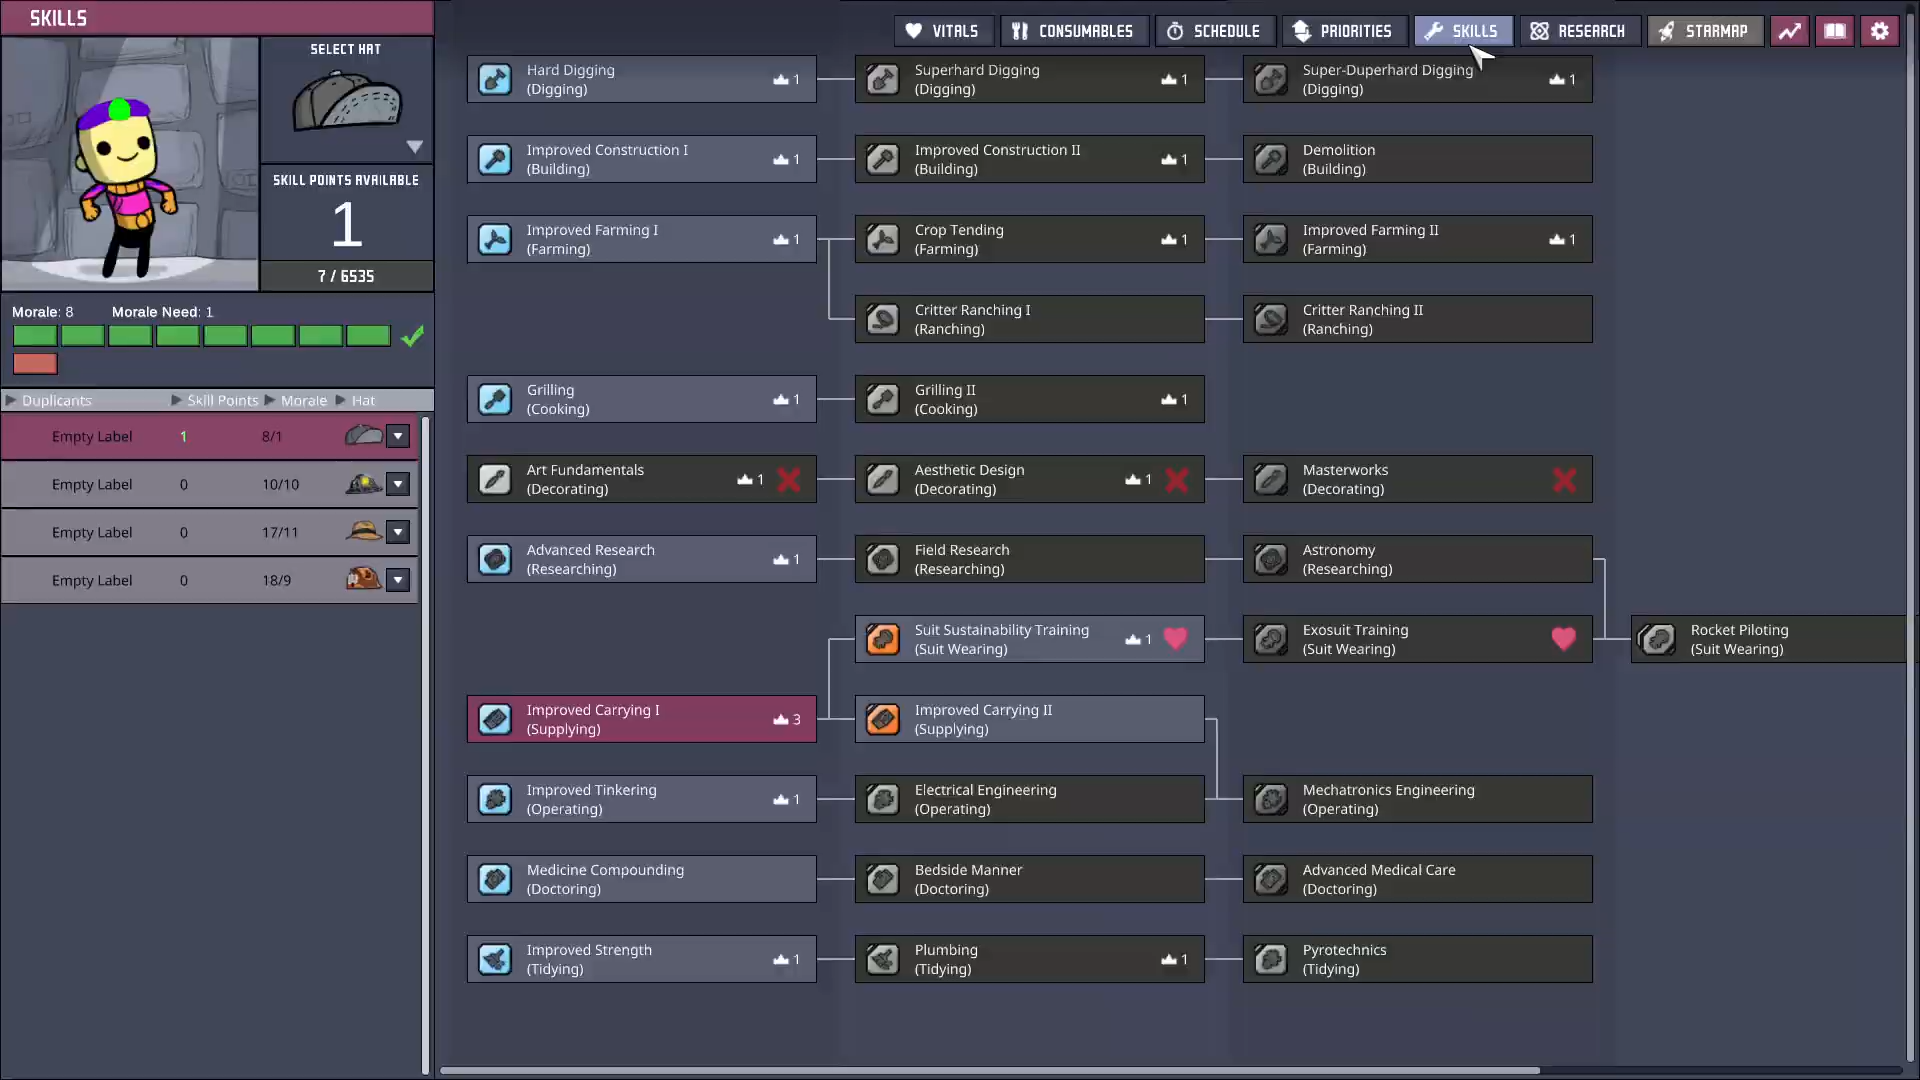 SKILLS
VITALS
CONSUMABLES
SCHEDULE
PRIORITIES
SKILLS
RESEARCH
STARMAP
SELECT HAT
SKILL POINTS AVAILABLE
1
7 / 6535
Morale: 8 Morale Need: 1
Duplicants Skill Points Morale Hat
Empty Label 1 8/1
Empty Label 0 10/10
Empty Label 0 17/11
Empty Label 0 18/9
Hard Digging
(Digging)
1
Superhard Digging
(Digging)
1
Super-Duperhard Digging
(Digging)
1
Improved Construction I
(Building)
1
Improved Construction II
(Building)
1
Demolition
(Building)
Improved Farming I
(Farming)
1
Crop Tending
(Farming)
1
Improved Farming II
(Farming)
1
Critter Ranching I
(Ranching)
Critter Ranching II
(Ranching)
Grilling
(Cooking)
1
Grilling II
(Cooking)
1
Art Fundamentals
(Decorating)
1
Aesthetic Design
(Decorating)
1
Masterworks
(Decorating)
Advanced Research
(Researching)
1
Field Research
(Researching)
Astronomy
(Researching)
Suit Sustainability Training
(Suit Wearing)
1
Exosuit Training
(Suit Wearing)
Rocket Piloting
(Suit Wearing)
Improved Carrying I
(Supplying)
3
Improved Carrying II
(Supplying)
Improved Tinkering
(Operating)
1
Electrical Engineering
(Operating)
Mechatronics Engineering
(Operating)
Medicine Compounding
(Doctoring)
Bedside Manner
(Doctoring)
Advanced Medical Care
(Doctoring)
Improved Strength
(Tidying)
1
Plumbing
(Tidying)
1
Pyrotechnics
(Tidying)